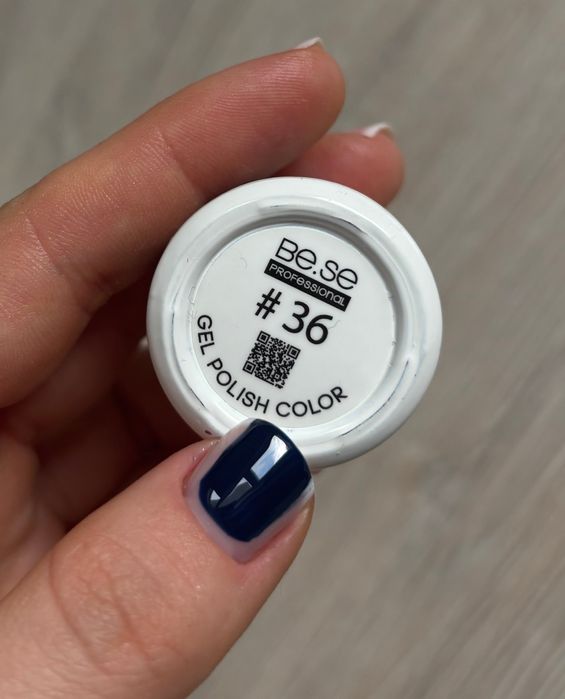 Be.se
Professional
# 36
GEL POLISH COLOR